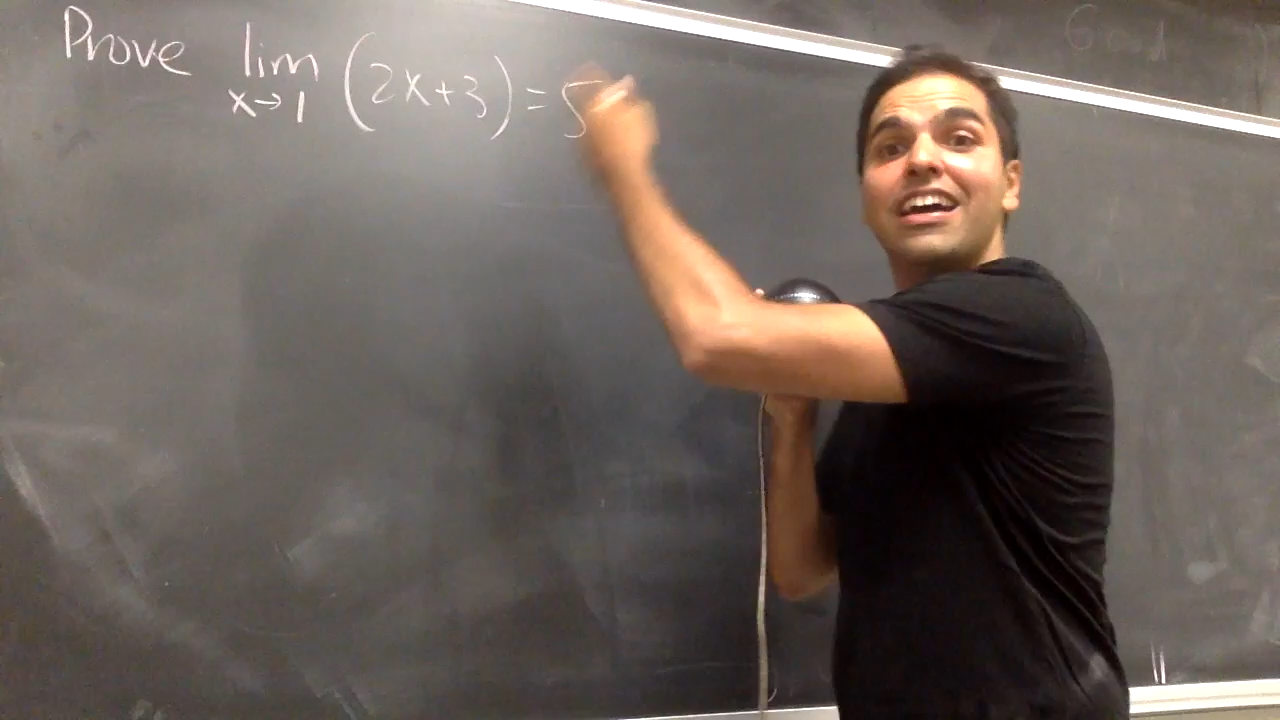 Prove lim x→1 (2x+3) = 5